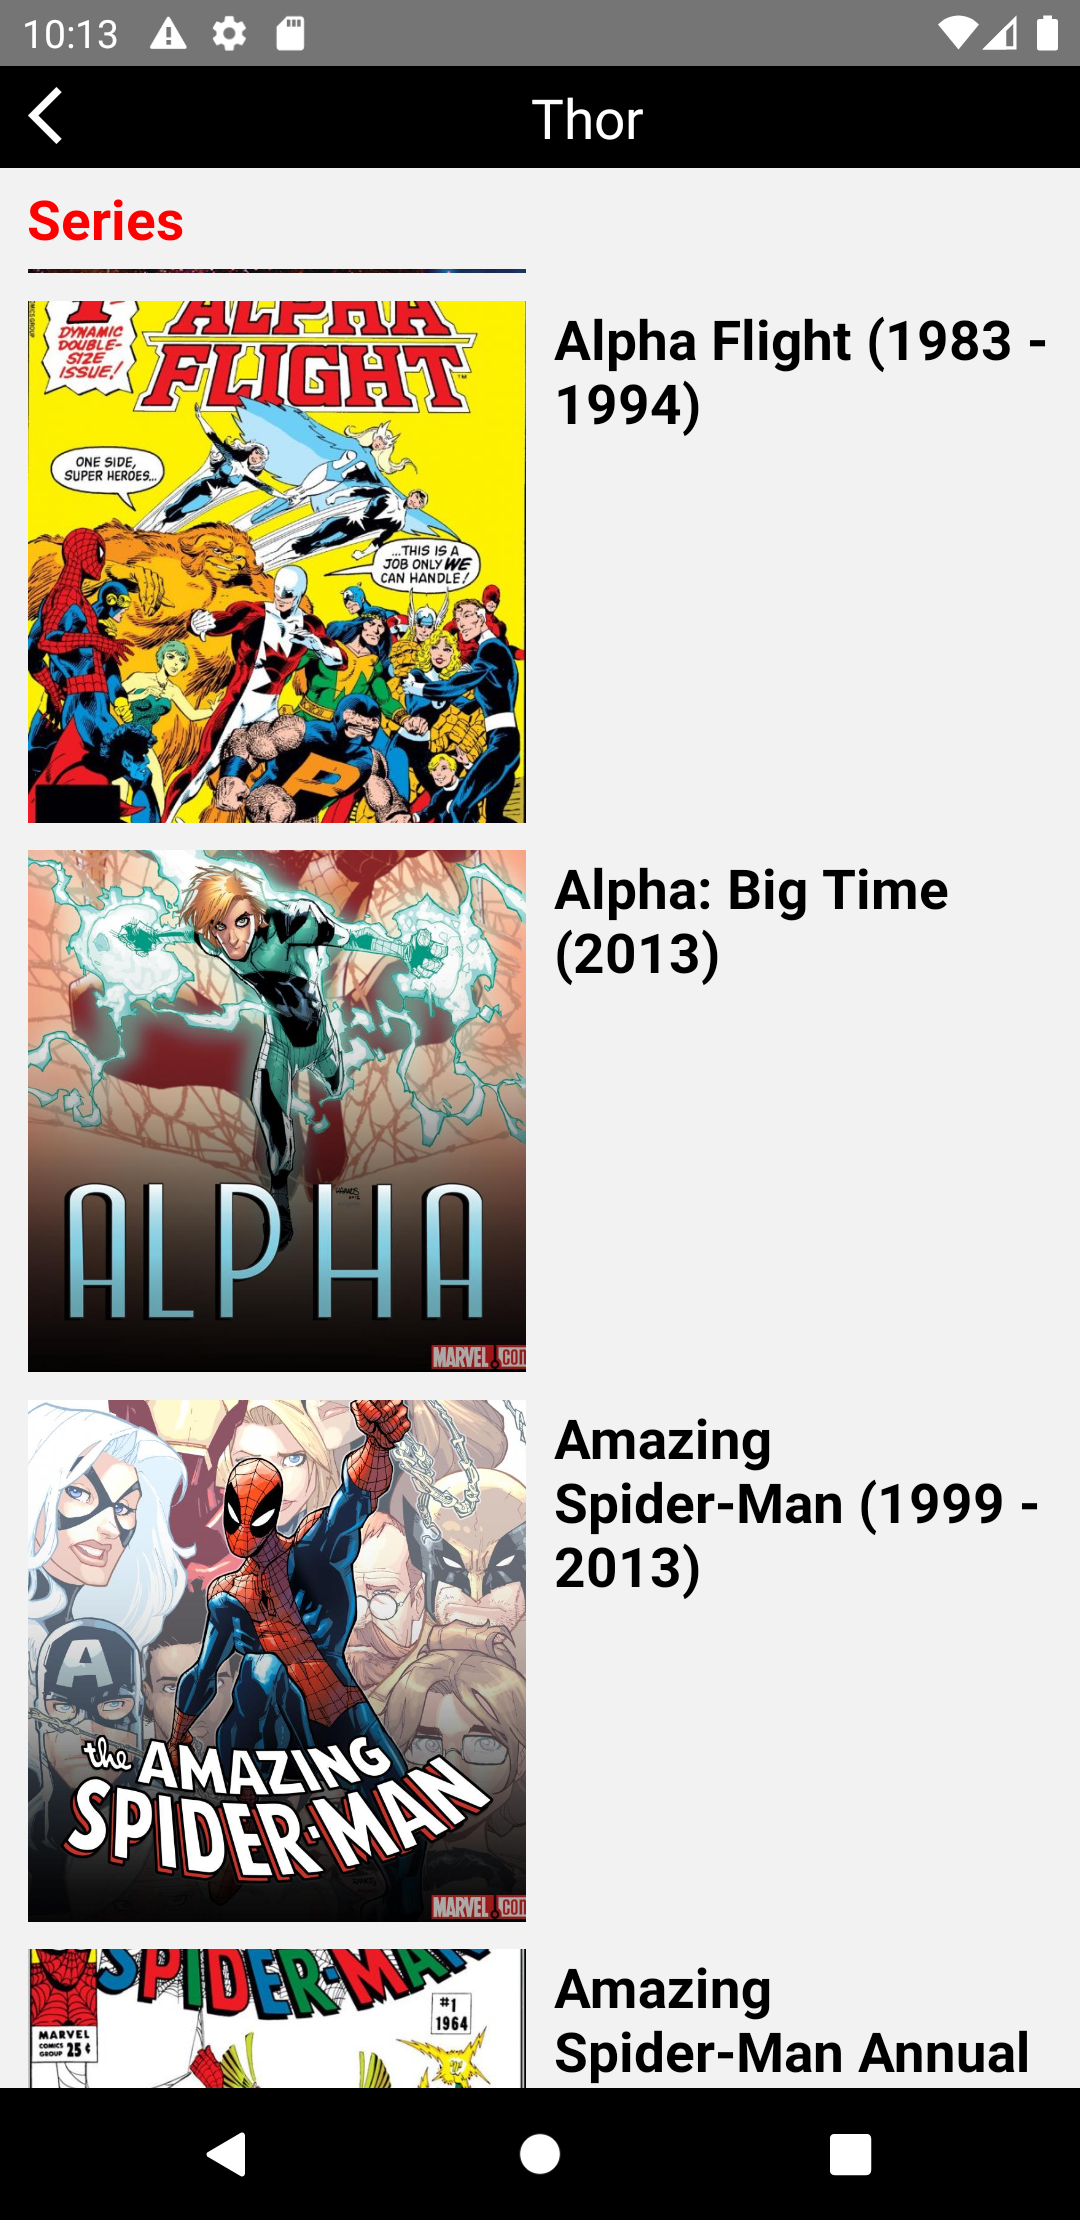 10:13
Thor
Series
DYNAMIC
DOUBLE-
SIZE
ISSUE!
ALPHA
FLIGHT
Alpha Flight (1983 -
1994)
ONE SIDE,
SUPER HEROES...
...THIS IS A
JOB ONLY WE
CAN HANDLE!
P
Alpha: Big Time
(2013)
ALPHA
MARVEL.COM
Amazing
Spider-Man (1999 -
2013)
A
the AMAZING
SPIDER-MAN
MARVEL.COM
SPIDER-MAN
#1
1964
MARVEL
COMICS
GROUP
25¢
Amazing
Spider-Man Annual